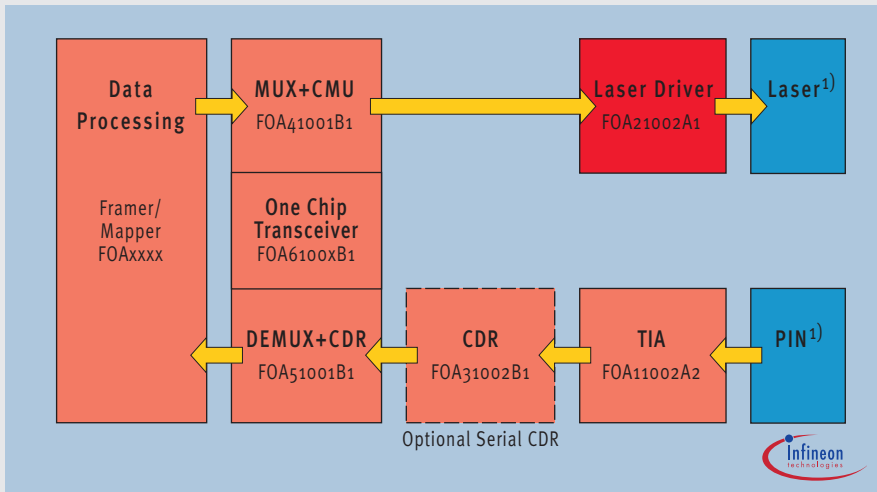 Data
Processing
Framer/
Mapper
FOAxxxx
MUX+CMU
FOA41001B1
One Chip
Transceiver
FOA6100xB1
DEMUX+CDR
FOA51001B1
CDR
FOA31002B1
Optional Serial CDR
Laser Driver
FOA21002A1
TIA
FOA11002A2
Laser1)
PIN1)
Infineon
technologies